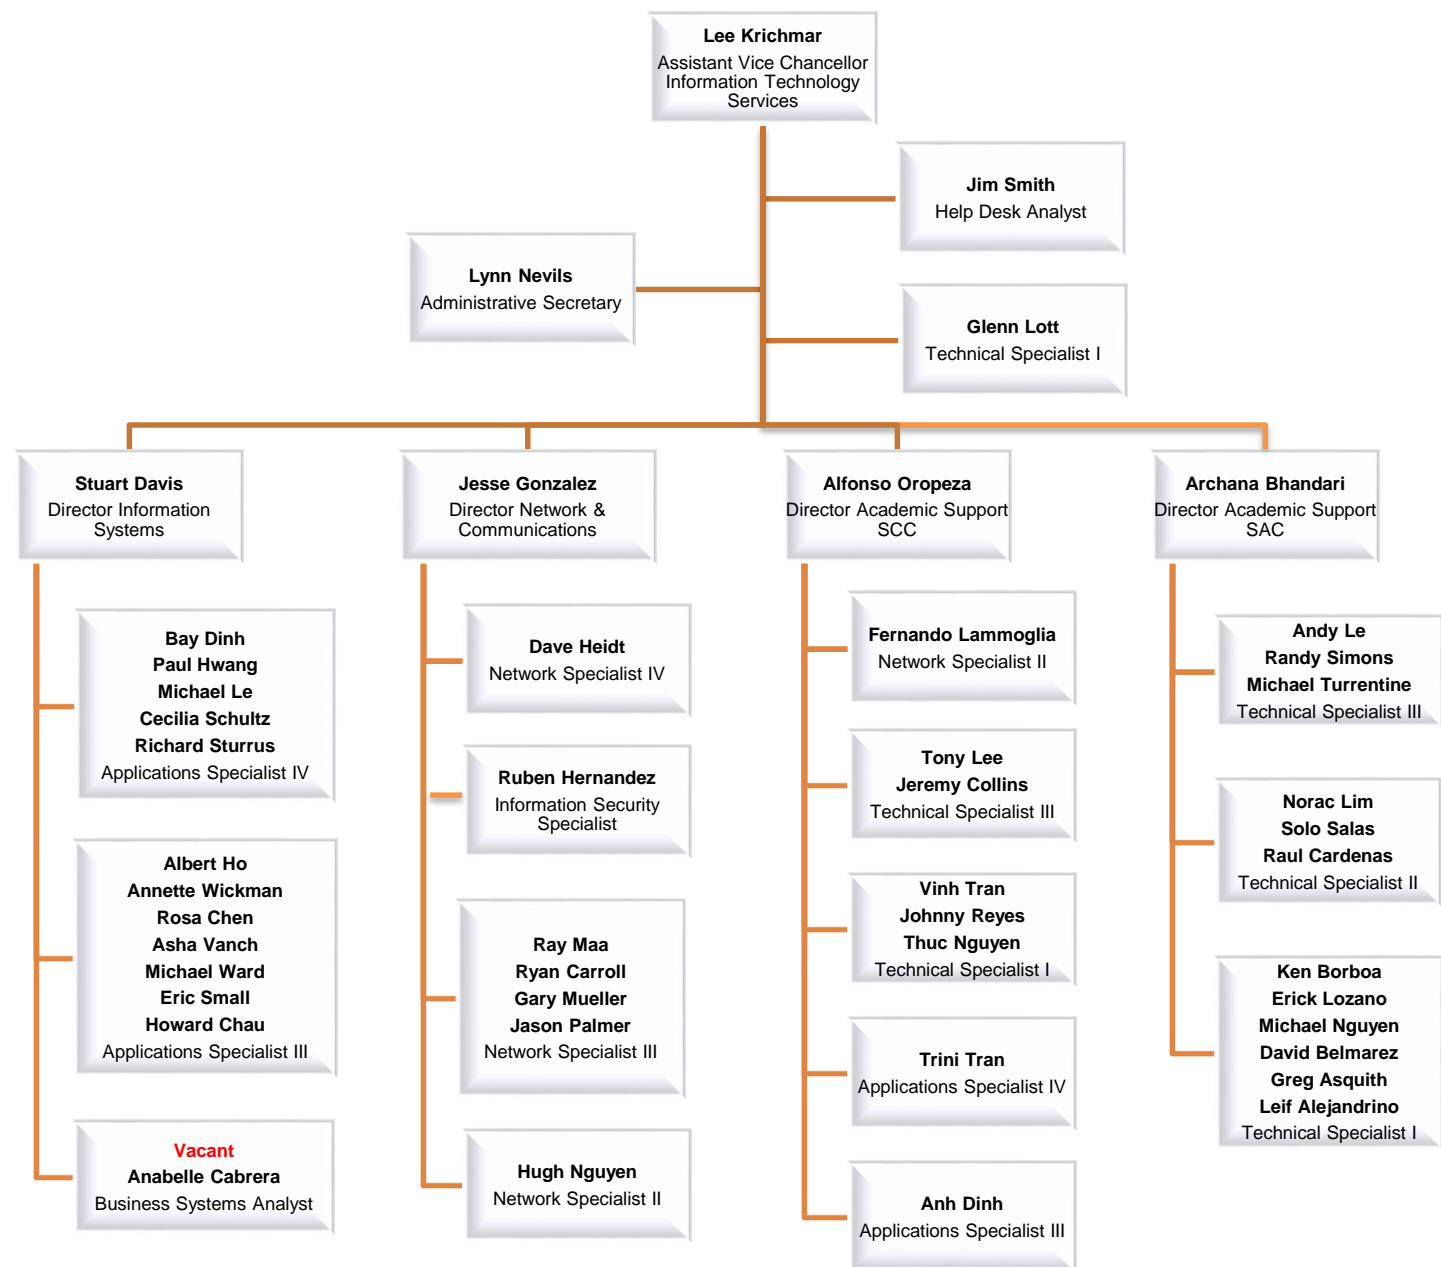 Lee Krichmar
Assistant Vice Chancellor
Information Technology
Services
Jim Smith
Help Desk Analyst
Lynn Nevils
Administrative Secretary
Glenn Lott
Technical Specialist I
Stuart Davis
Director Information
Systems
Jesse Gonzalez
Director Network &
Communications
Alfonso Oropeza
Director Academic Support
SCC
Archana Bhandari
Director Academic Support
SAC
Bay Dinh
Paul Hwang
Michael Le
Cecilia Schultz
Richard Sturrus
Applications Specialist IV
Albert Ho
Annette Wickman
Rosa Chen
Asha Vanch
Michael Ward
Eric Small
Howard Chau
Applications Specialist III
Vacant
Anabelle Cabrera
Business Systems Analyst
Dave Heidt
Network Specialist IV
Ruben Hernandez
Information Security
Specialist
Ray Maa
Ryan Carroll
Gary Mueller
Jason Palmer
Network Specialist III
Hugh Nguyen
Network Specialist II
Fernando Lammoglia
Network Specialist II
Tony Lee
Jeremy Collins
Technical Specialist III
Vinh Tran
Johnny Reyes
Thuc Nguyen
Technical Specialist I
Trini Tran
Applications Specialist IV
Anh Dinh
Applications Specialist III
Andy Le
Randy Simons
Michael Turrentine
Technical Specialist III
Norac Lim
Solo Salas
Raul Cardenas
Technical Specialist II
Ken Borboa
Erick Lozano
Michael Nguyen
David Belmarez
Greg Asquith
Leif Alejandrino
Technical Specialist I